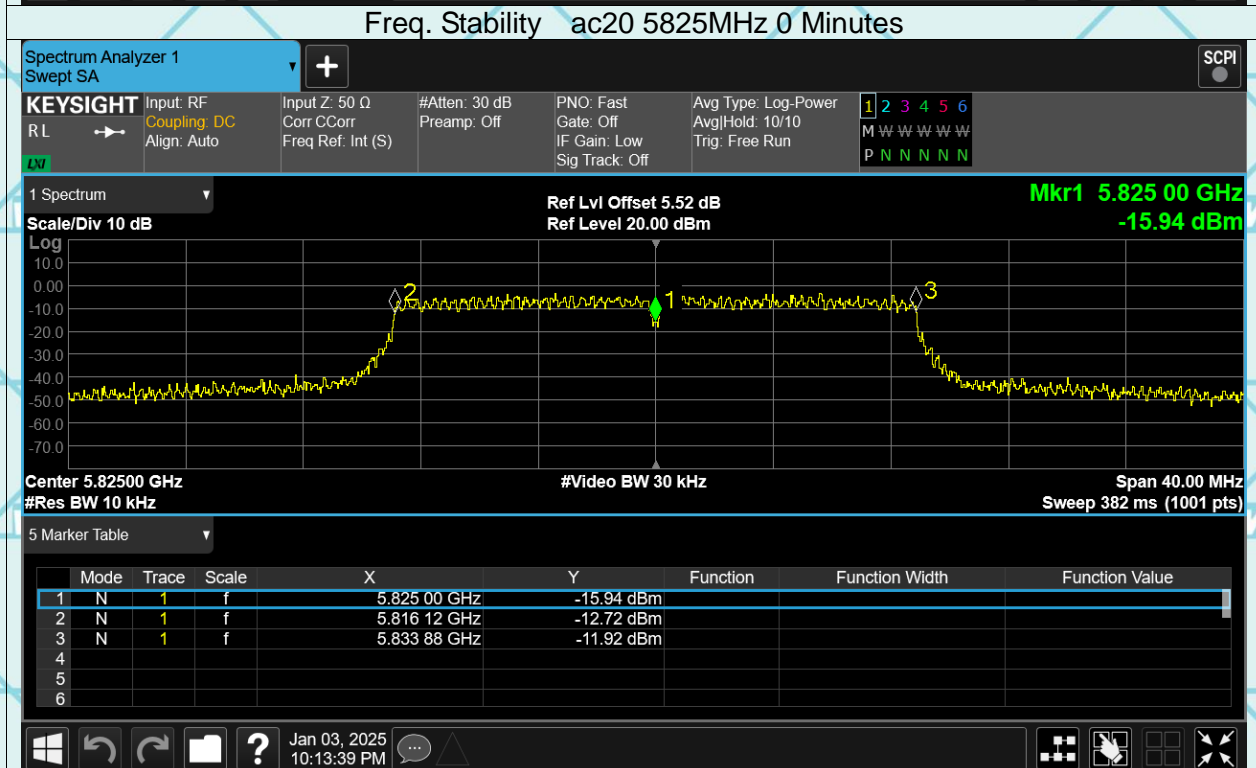 Freq. Stability ac20 5825MHz 0 Minutes
Spectrum Analyzer 1
Swept SA
+
SCPI
KEYSIGHT
R L
LXI
Input: RF
Coupling: DC
Align: Auto
Input Z: 50 Ω
Corr CCorr
Freq Ref: Int (S)
#Atten: 30 dB
Preamp: Off
PNO: Fast
Gate: Off
IF Gain: Low
Sig Track: Off
Avg Type: Log-Power
Avg|Hold: 10/10
Trig: Free Run
1 2 3 4 5 6
M W W W W W
P N N N N N
1 Spectrum
Scale/Div 10 dB
Ref Lvl Offset 5.52 dB
Ref Level 20.00 dBm
Mkr1 5.825 00 GHz
-15.94 dBm
Log
10.0
0.00
-10.0
-20.0
-30.0
-40.0
-50.0
-60.0
-70.0
2
1
3
Center 5.82500 GHz
#Res BW 10 kHz
#Video BW 30 kHz
Span 40.00 MHz
Sweep 382 ms (1001 pts)
5 Marker Table
Mode Trace Scale X Y Function Function Width Function Value
1 N 1 f 5.825 00 GHz -15.94 dBm
2 N 1 f 5.816 12 GHz -12.72 dBm
3 N 1 f 5.833 88 GHz -11.92 dBm
4
5
6
?
Jan 03, 2025
10:13:39 PM